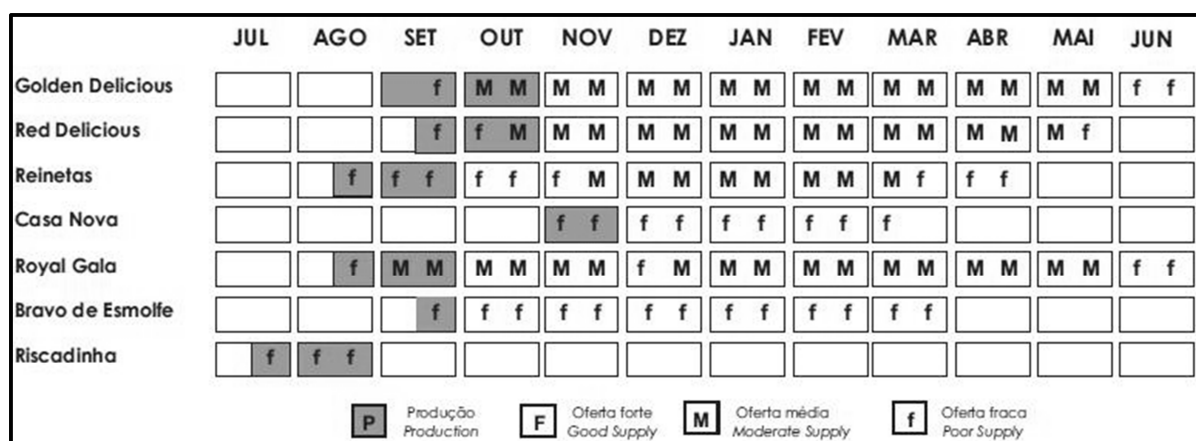 JUL AGO SET OUT NOV DEZ JAN FEV MAR ABR MAI JUN
Golden Delicious f M M M M M M M M M M M M M M M M f f
Red Delicious f f M M M M M M M M M M M M M M f
Reinetas f f f f f f M M M M M M M M f f f
Casa Nova f f f f f f f f f
Royal Gala f M M M M M M f M M M M M M M M M M M f f
Bravo de Esmolfe f f f f f f f f f f f f f
Riscadinha f f f
P Produção F Oferta forte M Oferta média f Oferta fraca
Production Good Supply Moderate Supply Poor Supply